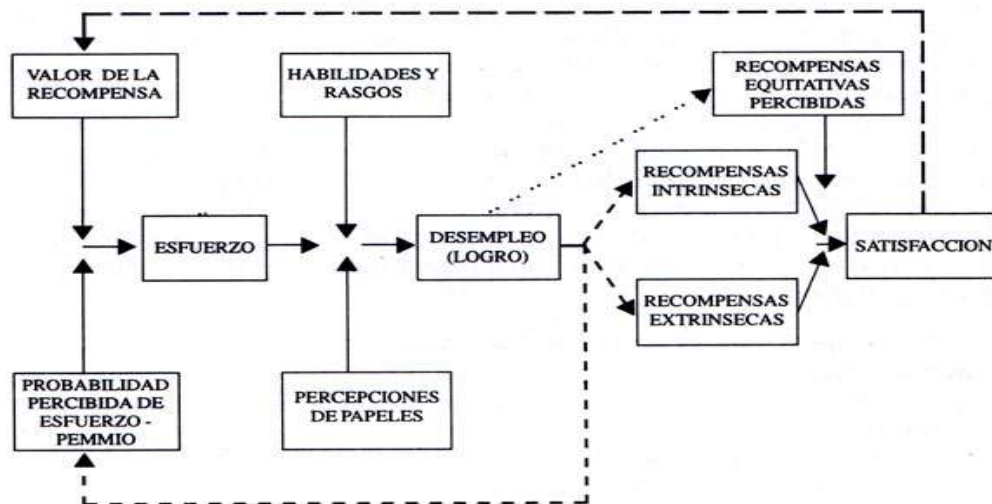 VALOR DE LA
RECOMPENSA
HABILIDADES Y
RASGOS
RECOMPENSAS
EQUITATIVAS
PERCIBIDAS
RECOMPENSAS
INTRINSECAS
ESFUERZO
DESEMPLEO
(LOGRO)
SATISFACCION
RECOMPENSAS
EXTRINSECAS
PROBABILIDAD
PERCIBIDA DE
ESFUERZO -
PEMMIO
PERCEPCIONES
DE PAPELES